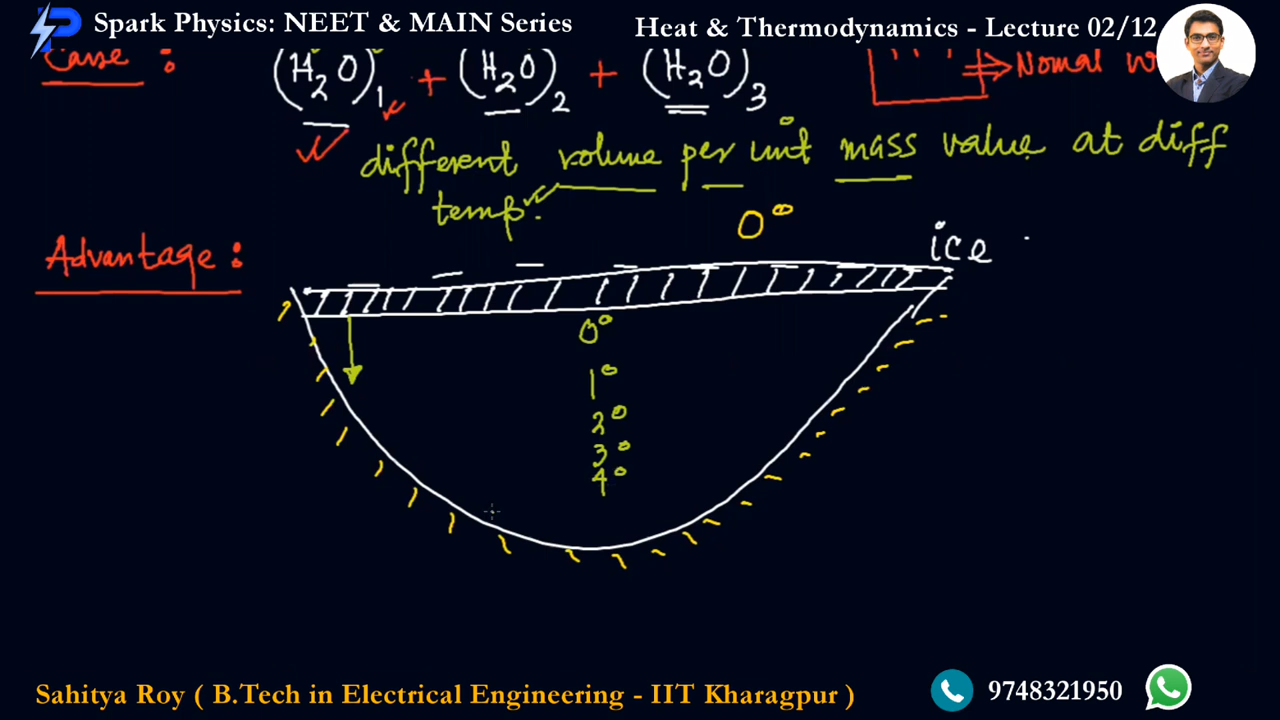 Spark Physics: NEET & MAIN Series
Heat & Thermodynamics - Lecture 02/12
Case :
(H2O)1 + (H2O)2 + (H2O)3
Nomal
different volume per unit mass value at diff
temp.
0°
ice
Advantage :
0°
1°
2°
3°
4°
Sahitya Roy ( B.Tech in Electrical Engineering - IIT Kharagpur )
9748321950